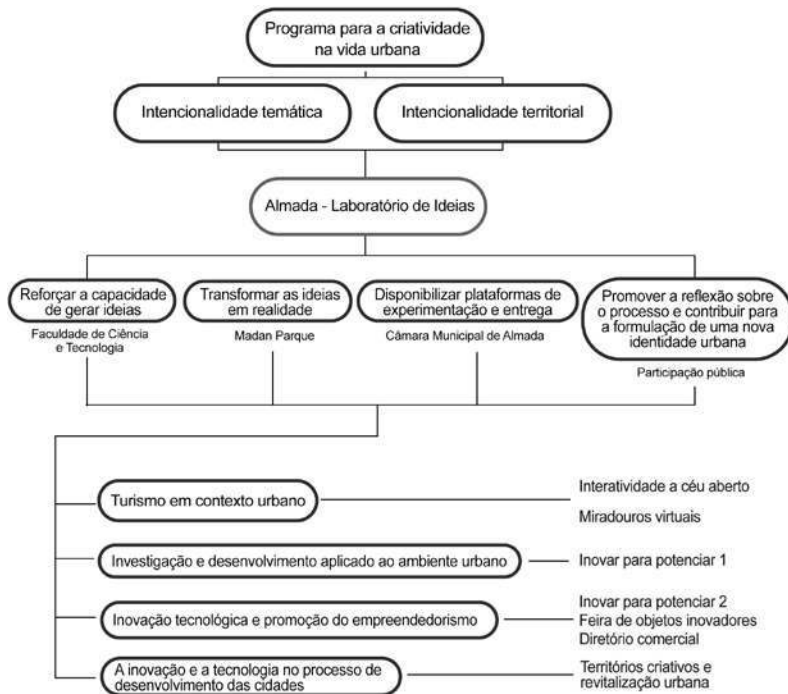 Programa para a criatividade
na vida urbana
Intencionalidade temática
Intencionalidade territorial
Almada - Laboratório de Ideias
Reforçar a capacidade
de gerar ideias
Faculdade de Ciência
e Tecnologia
Transformar as ideias
em realidade
Madan Parque
Disponibilizar plataformas de
experimentação e entrega
Câmara Municipal de Almada
Promover a reflexão sobre
o processo e contribuir para
a formulação de uma nova
identidade urbana
Participação pública
Turismo em contexto urbano
Interatividade a céu aberto
Miradouros virtuais
Investigação e desenvolvimento aplicado ao ambiente urbano
Inovar para potenciar 1
Inovação tecnológica e promoção do empreendedorismo
Inovar para potenciar 2
Feira de objetos inovadores
Diretório comercial
A inovação e a tecnologia no processo de
desenvolvimento das cidades
Territórios criativos e
revitalização urbana